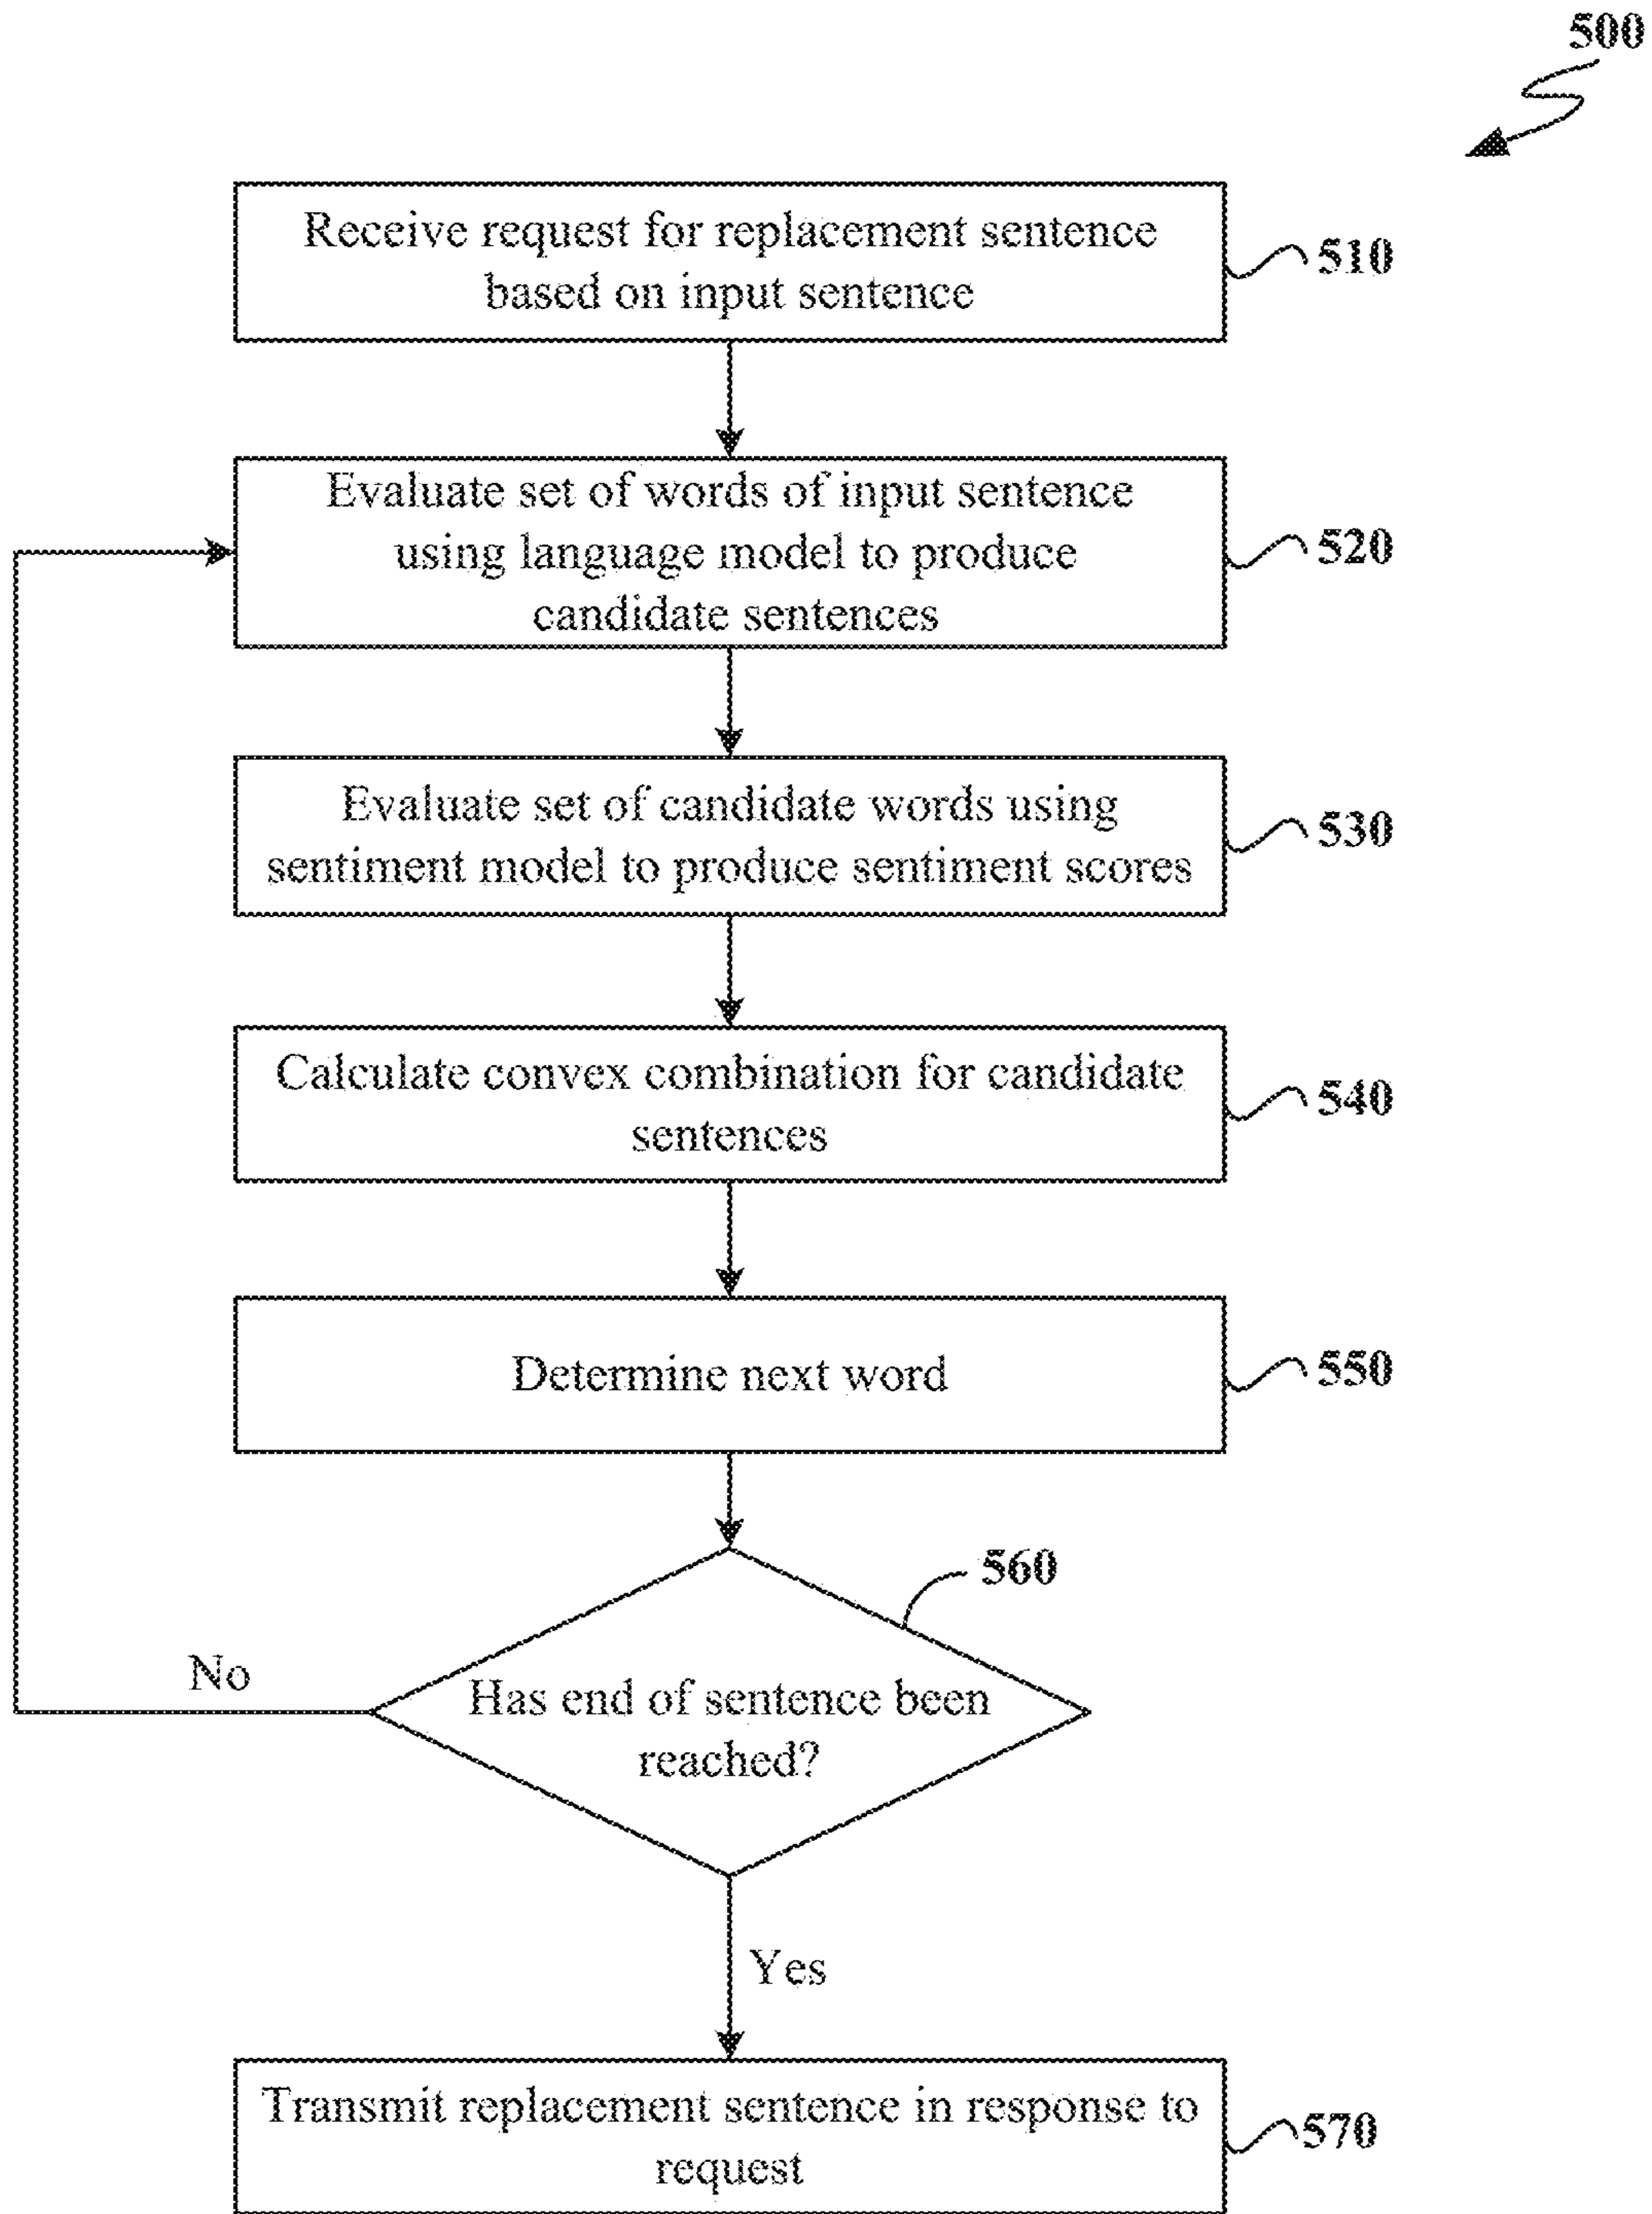 500
Receive request for replacement sentence
based on input sentence
510
Evaluate set of words of input sentence
using language model to produce
candidate sentences
520
Evaluate set of candidate words using
sentiment model to produce sentiment scores
530
Calculate convex combination for candidate
sentences
540
Determine next word
550
560
Has end of sentence been
reached?
No
Yes
Transmit replacement sentence in response to
request
570